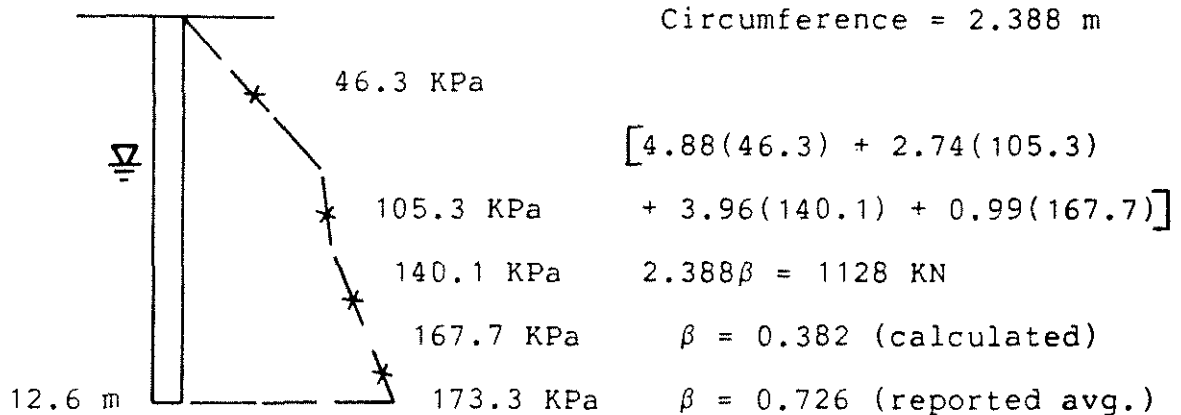 Circumference = 2.388 m
46.3 KPa
[4.88(46.3) + 2.74(105.3)
105.3 KPa + 3.96(140.1) + 0.99(167.7)]
140.1 KPa 2.388β = 1128 KN
167.7 KPa β = 0.382 (calculated)
12.6 m 173.3 KPa β = 0.726 (reported avg.)